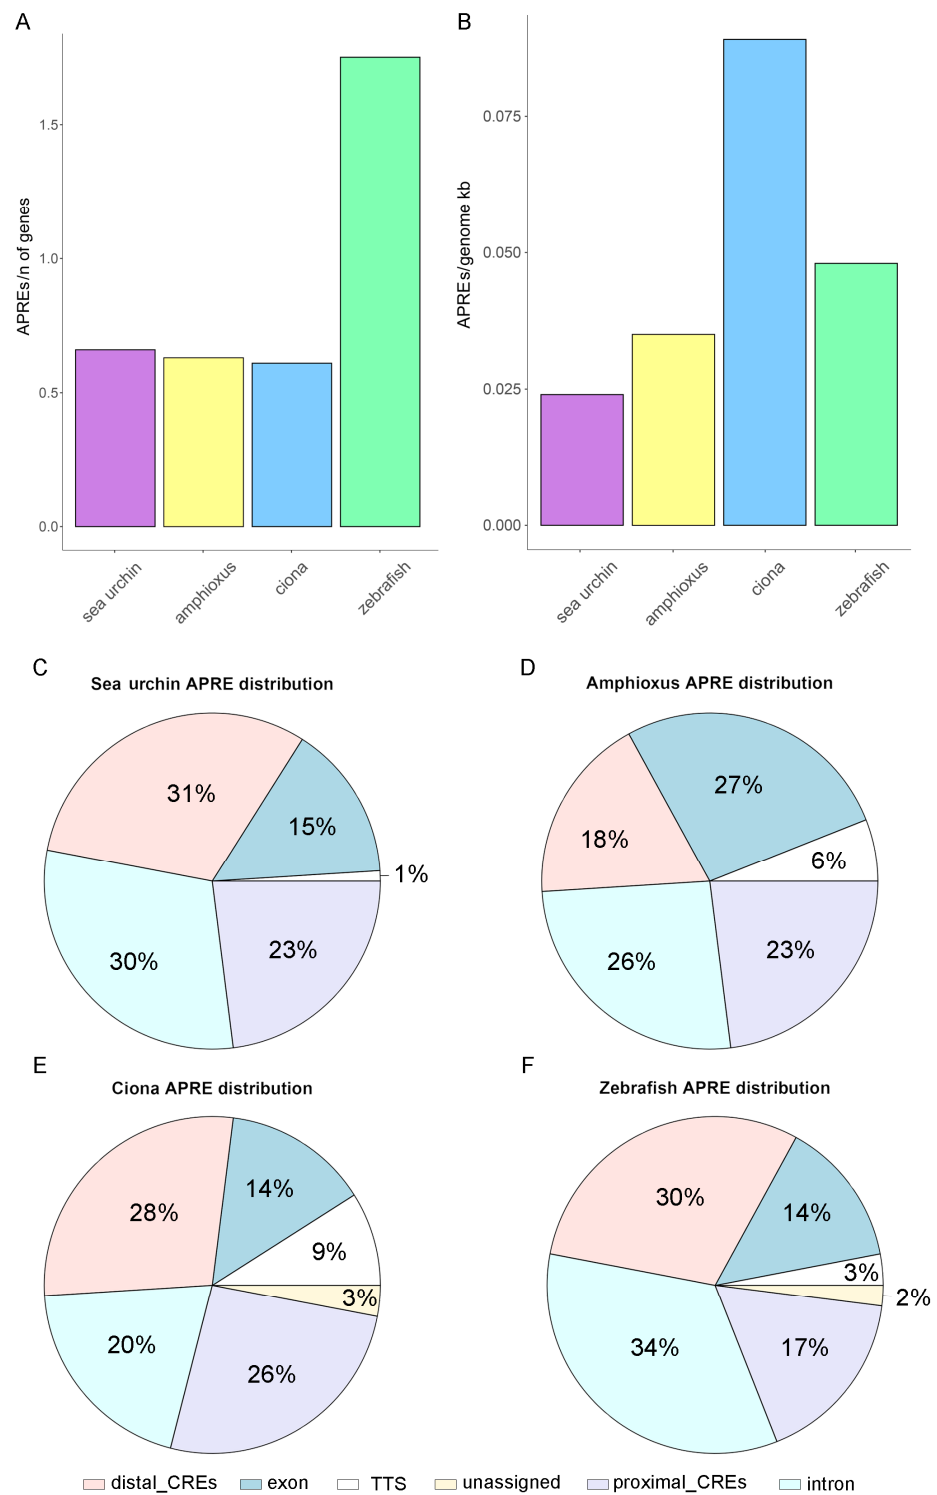 A
B
APREs/n of genes
1.5
1.0
0.5
0.0
sea urchin
amphioxus
ciona
zebrafish
APREs/genome kb
0.075
0.050
0.025
0.000
sea urchin
amphioxus
ciona
zebrafish
C
Sea urchin APRE distribution
31%
15%
1%
30%
23%
D
Amphioxus APRE distribution
27%
18%
6%
26%
23%
E
Ciona APRE distribution
14%
28%
9%
3%
20%
26%
F
Zebrafish APRE distribution
30%
14%
3%
2%
34%
17%
distal_CREs exon TTS unassigned proximal_CREs intron